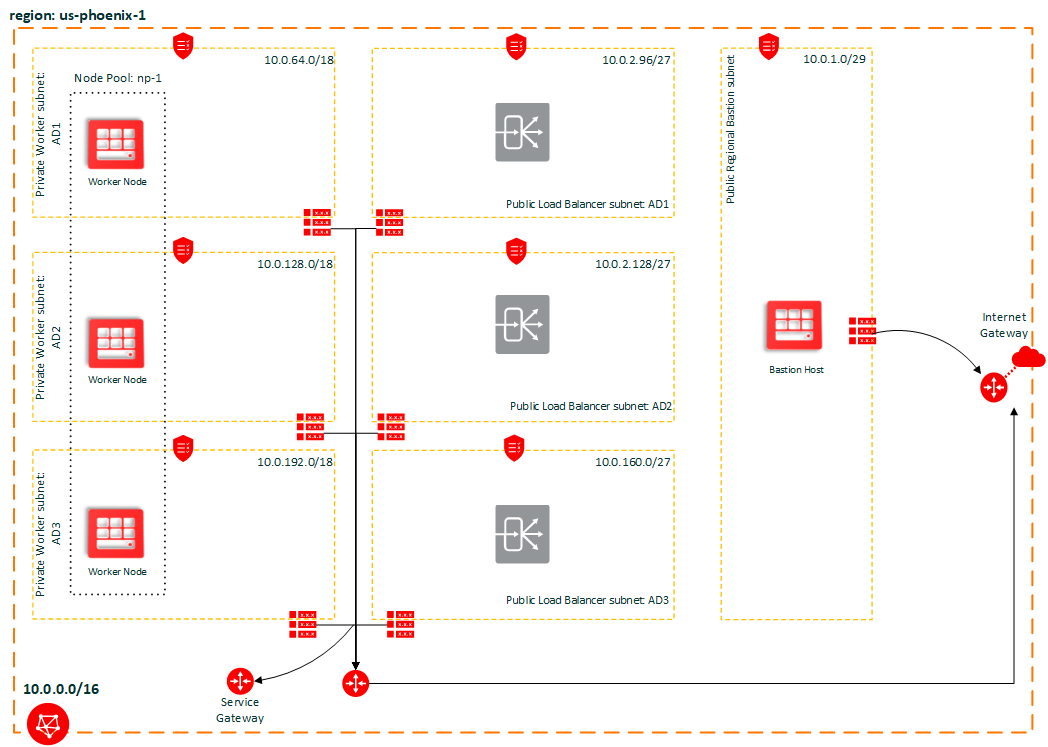 region: us-phoenix-1
10.0.64.0/18
10.0.2.96/27
10.0.1.0/29
Node Pool: np-1
Private Worker subnet:
AD1
Worker Node
Public Load Balancer subnet: AD1
Public Regional Bastion subnet
x.x.x
x.x.x
x.x.x
x.x.x
10.0.128.0/18
10.0.2.128/27
Private Worker subnet:
AD2
Worker Node
Public Load Balancer subnet: AD2
x.x.x
x.x.x
x.x.x
x.x.x
Bastion Host
x.x.x
x.x.x
Internet
Gateway
10.0.192.0/18
10.0.160.0/27
Private Worker subnet:
AD3
Worker Node
Public Load Balancer subnet: AD3
x.x.x
x.x.x
x.x.x
x.x.x
Service
Gateway
10.0.0.0/16